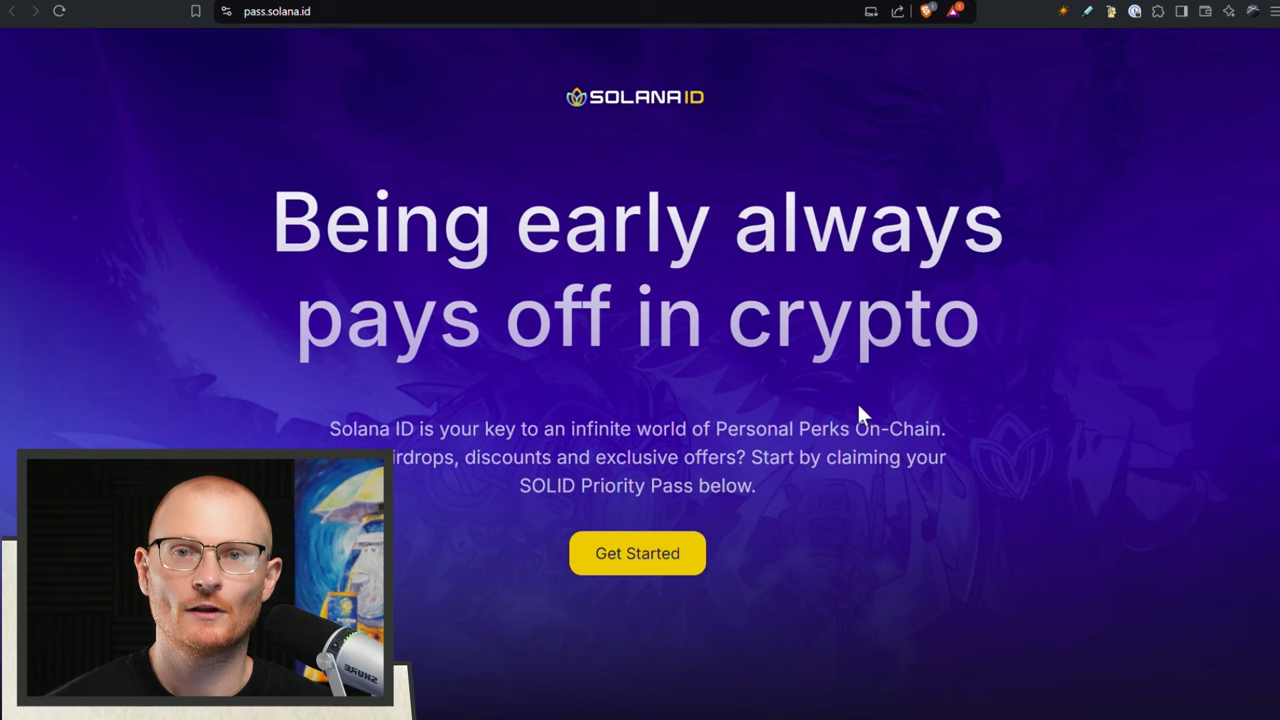 pass.solana.id
SOLANA ID
Being early always
pays off in crypto
Solana ID is your key to an infinite world of Personal Perks On-Chain.
irdrops, discounts and exclusive offers? Start by claiming your
SOLID Priority Pass below.
Get Started
SHURE